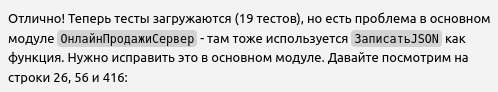 Отлично! Теперь тесты загружаются (19 тестов), но есть проблема в основном
модуле ОнлайнПродажиСервер - там тоже используется ЗаписатьJSON как
функция. Нужно исправить это в основном модуле. Давайте посмотрим на
строки 26, 56 и 416: